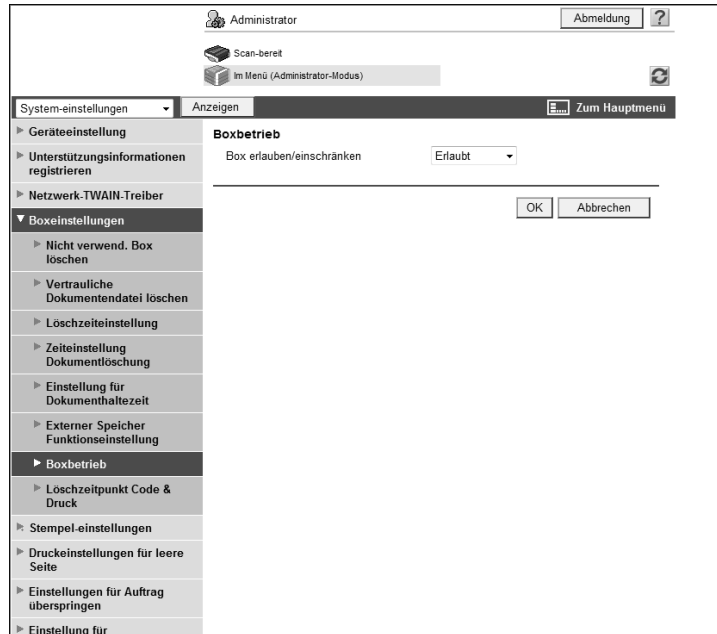 Administrator
Abmeldung
?
Scan-bereit
Im Menü (Administrator-Modus)
System-einstellungen
Anzeigen
Zum Hauptmenü
Geräteeinstellung
Unterstützungsinformationen
registrieren
Netzwerk-TWAIN-Treiber
Boxeinstellungen
Nicht verwend. Box
löschen
Vertrauliche
Dokumentendatei löschen
Löschzeiteinstellung
Zeiteinstellung
Dokumentlöschung
Einstellung für
Dokumenthaltezeit
Externer Speicher
Funktionseinstellung
Boxbetrieb
Löschzeitpunkt Code &
Druck
Stempel-einstellungen
Druckeinstellungen für leere
Seite
Einstellungen für Auftrag
überspringen
Einstellung für
Boxbetrieb
Box erlauben/einschränken
Erlaubt
OK
Abbrechen